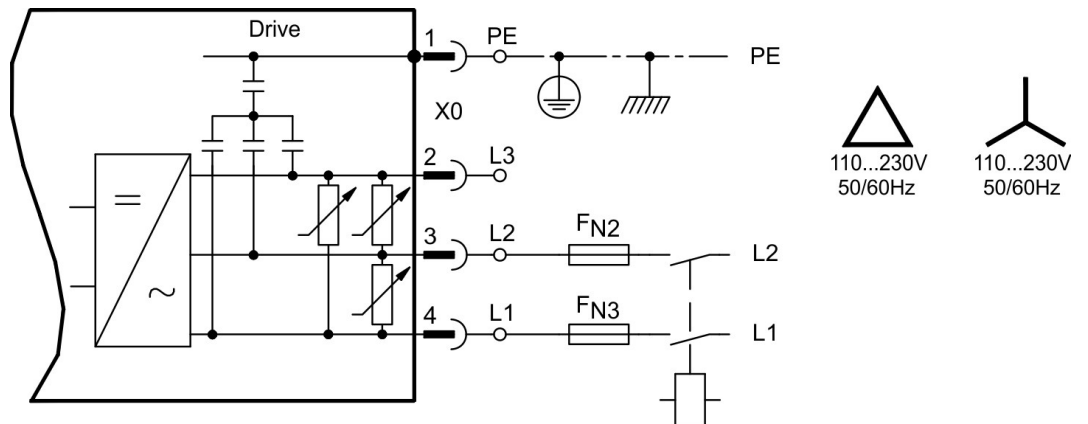 Drive
1 PE PE
X0
2 L3
3 L2 FN2 L2
4 L1 FN3 L1
110...230V 110...230V
50/60Hz 50/60Hz